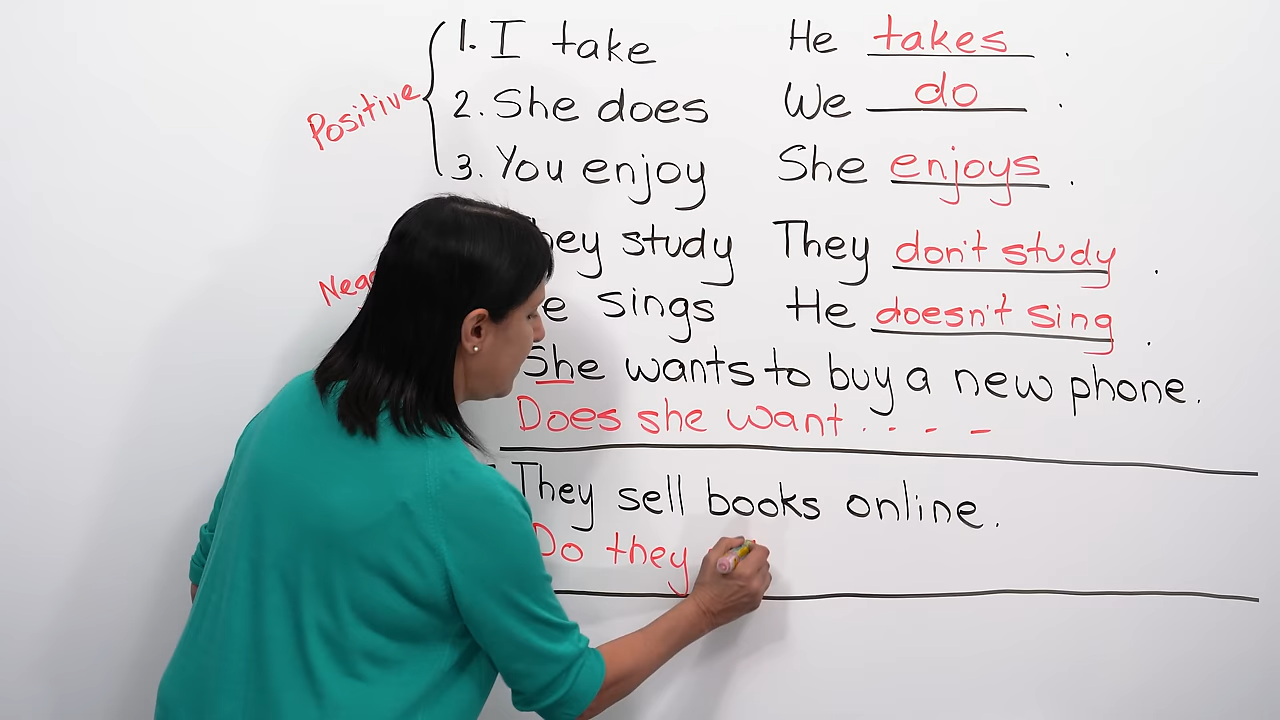 1. I take He takes.
Positive
2. She does We do.
3. You enjoy She enjoys.
study They don't study.
sings He doesn't sing.
She wants to buy a new phone.
Does she want . . - -
They sell books online.
Do they